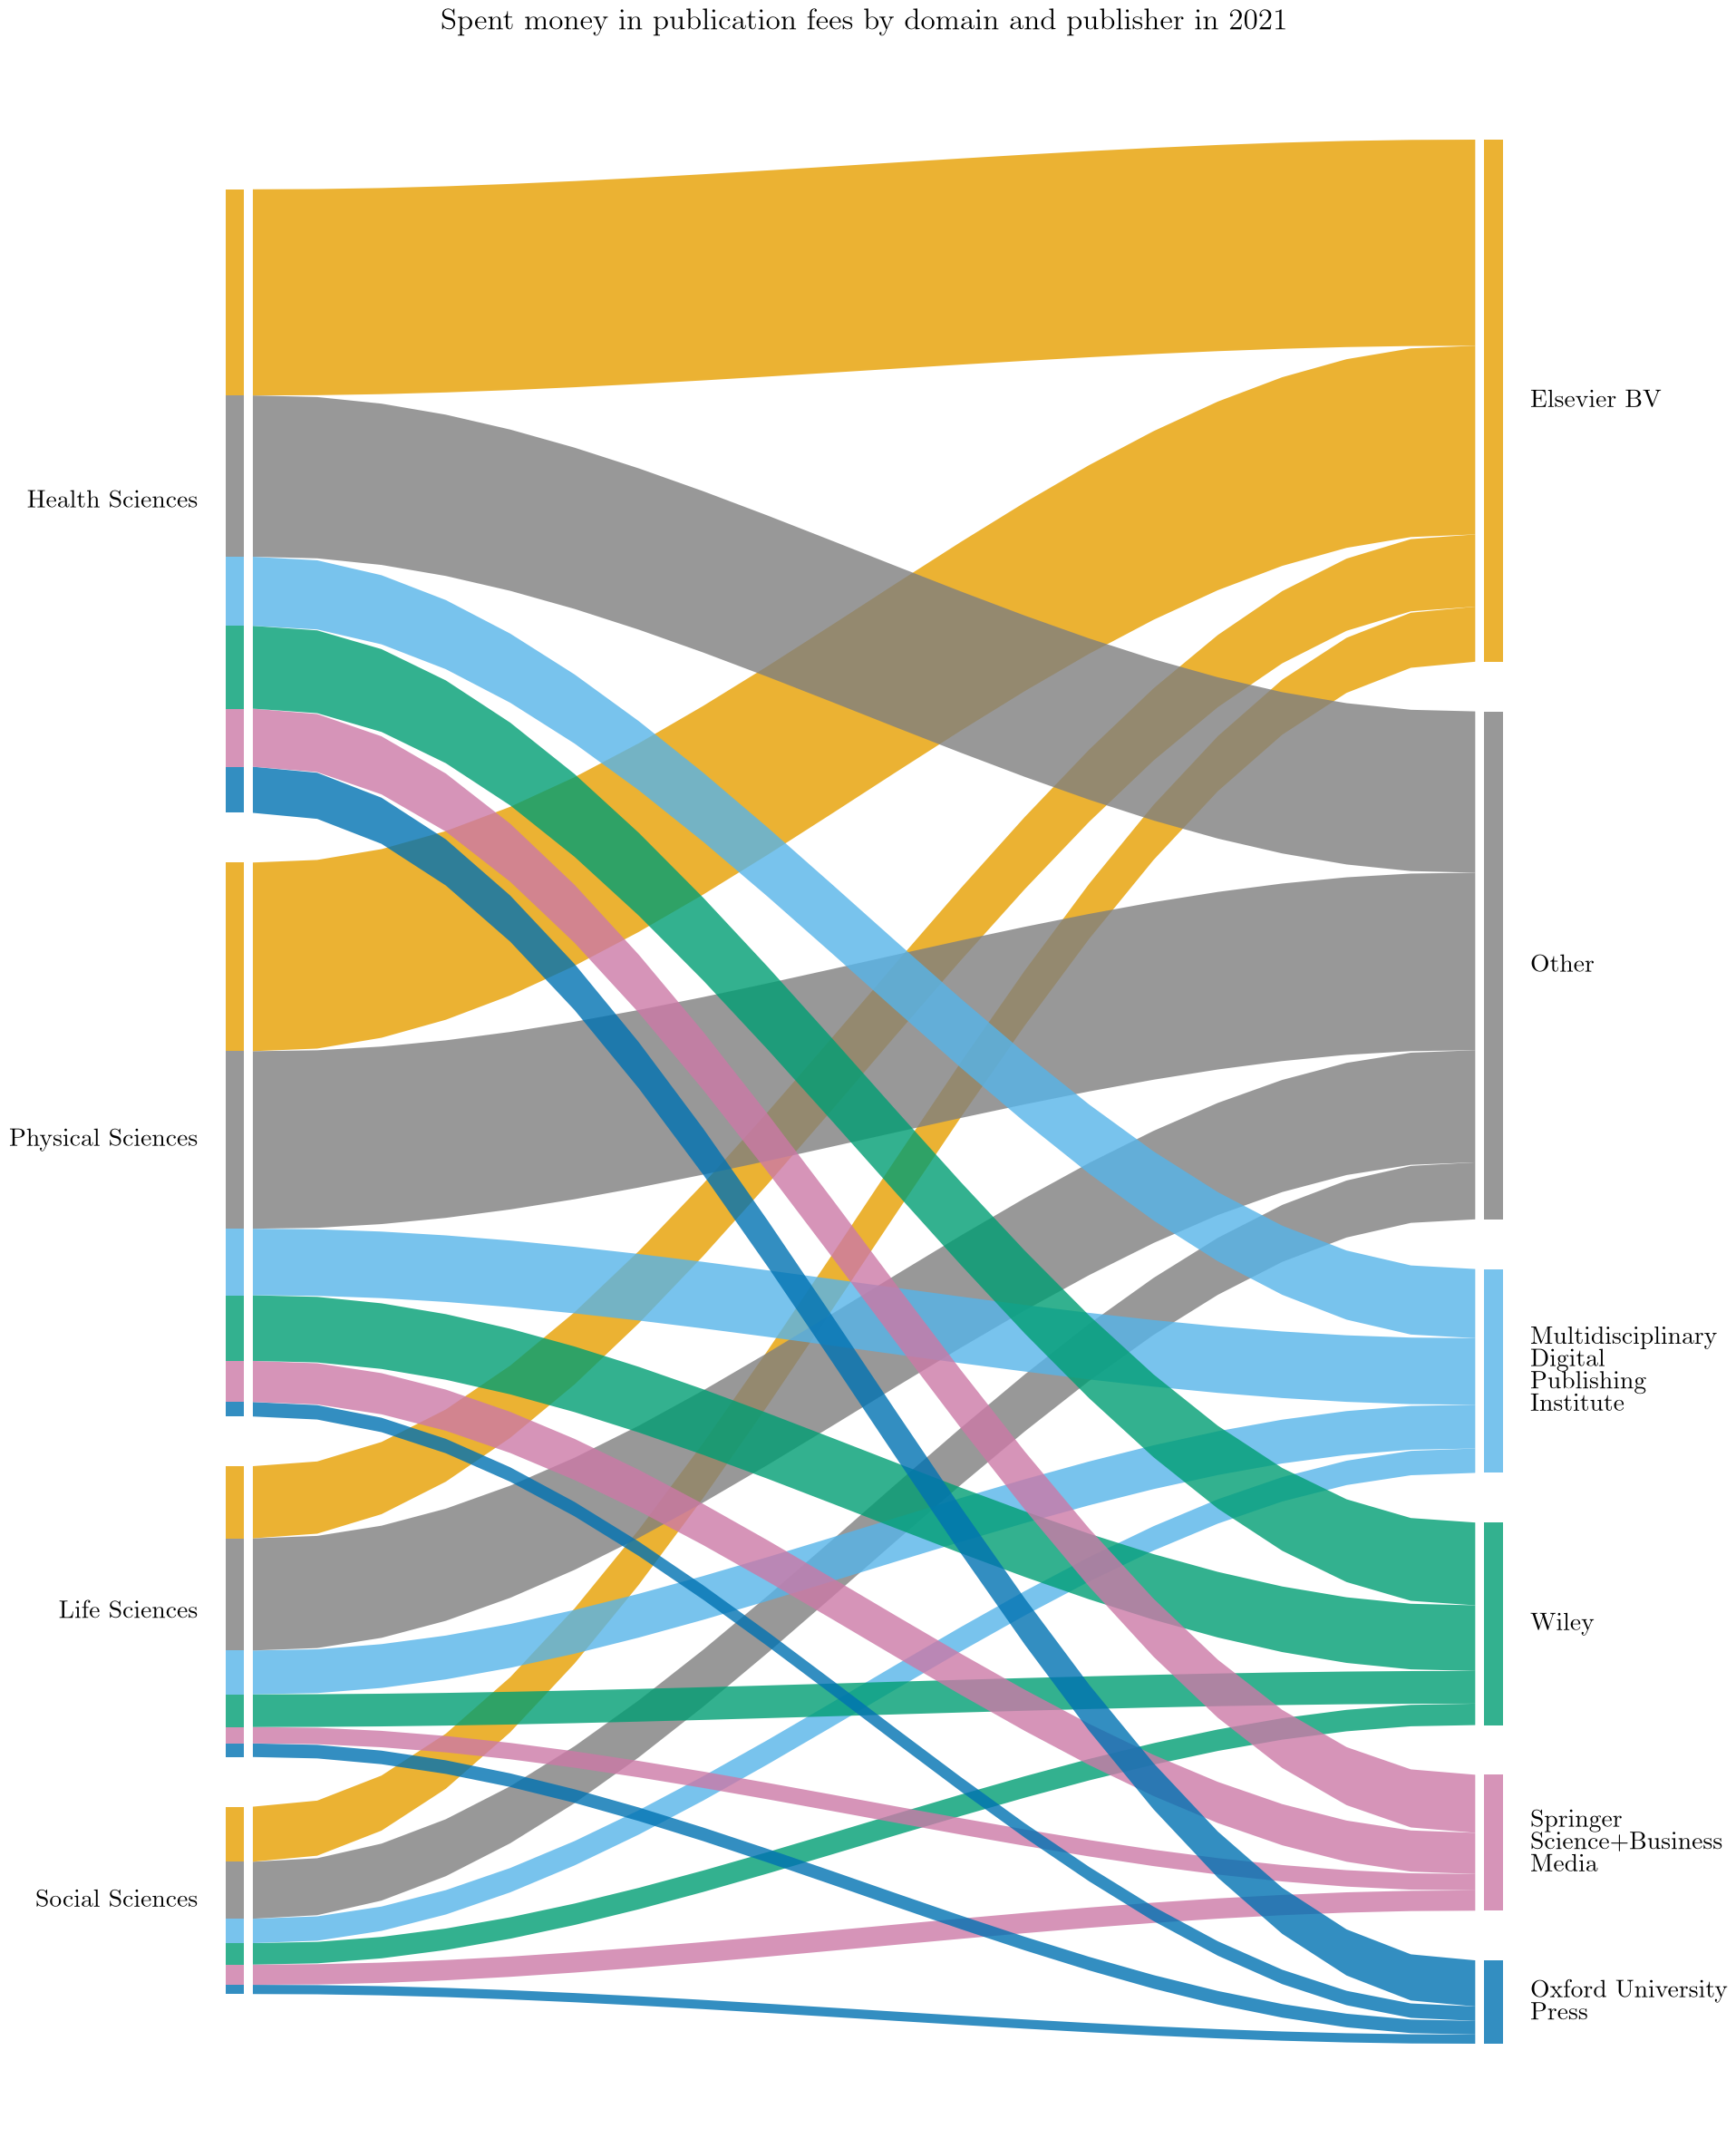 Spent money in publication fees by domain and publisher in 2021
Health Sciences
Physical Sciences
Life Sciences
Social Sciences
Elsevier BV
Other
Multidisciplinary
Digital
Publishing
Institute
Wiley
Springer
Science+Business
Media
Oxford University
Press